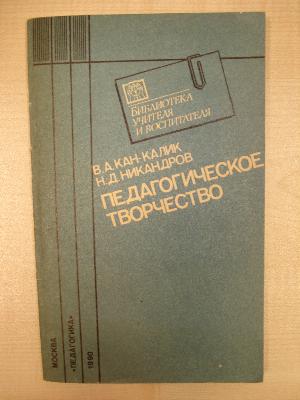 БИБЛИОТЕКА
УЧИТЕЛЯ
И ВОСПИТАТЕЛЯ
В.А.КАН-КАЛИК
Н.Д.НИКАНДРОВ
ПЕДАГОГИЧЕСКОЕ
ТВОРЧЕСТВО
МОСКВА
"ПЕДАГОГИКА"
1990